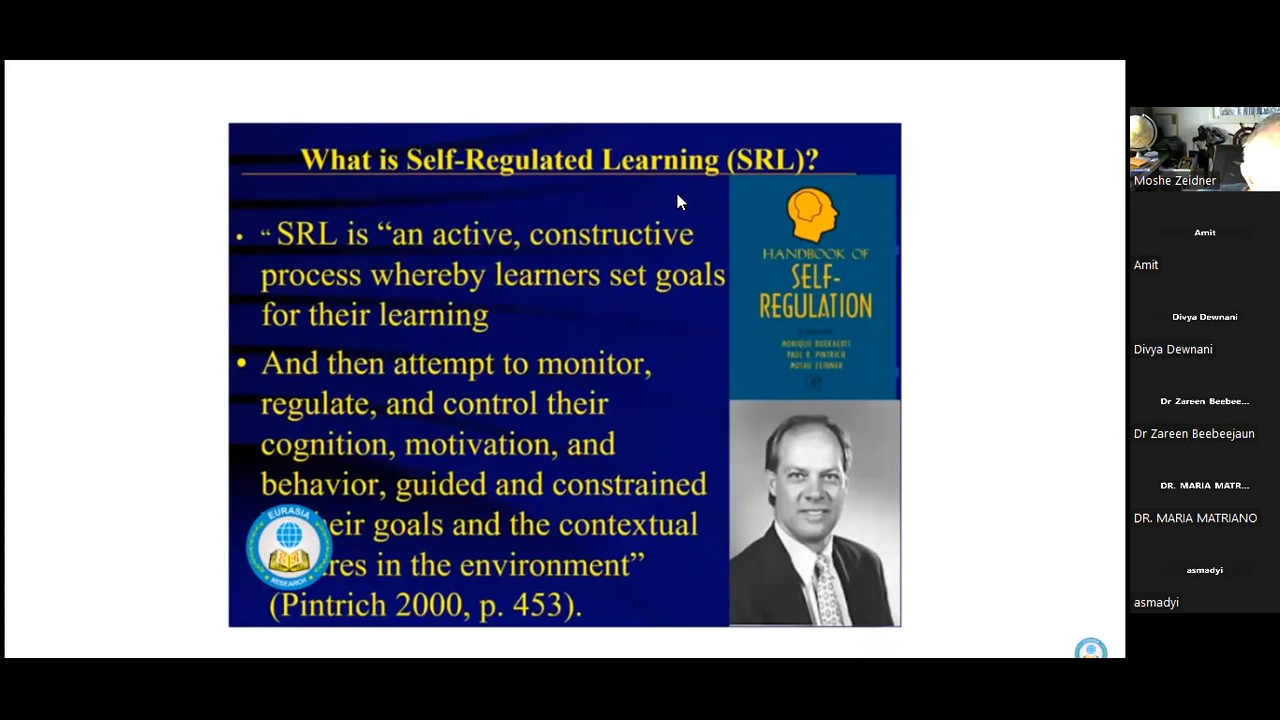 What is Self-Regulated Learning (SRL)?
• “ SRL is “an active, constructive
process whereby learners set goals
for their learning
• And then attempt to monitor,
regulate, and control their
cognition, motivation, and
behavior, guided and constrained
eir goals and the contextual
res in the environment”
(Pintrich 2000, p. 453).
HANDBOOK OF
SELF-
REGULATION
MONIQUE BOEKAERTS
PAUL R. PINTRICH
MOSHE ZEIDNER
EURASIA
RESEARCH
Moshe Zeidner
Amit
Amit
Divya Dewnani
Divya Dewnani
Dr Zareen Beebee...
Dr Zareen Beebeejaun
DR. MARIA MATR...
DR. MARIA MATRIANO
asmadyi
asmadyi